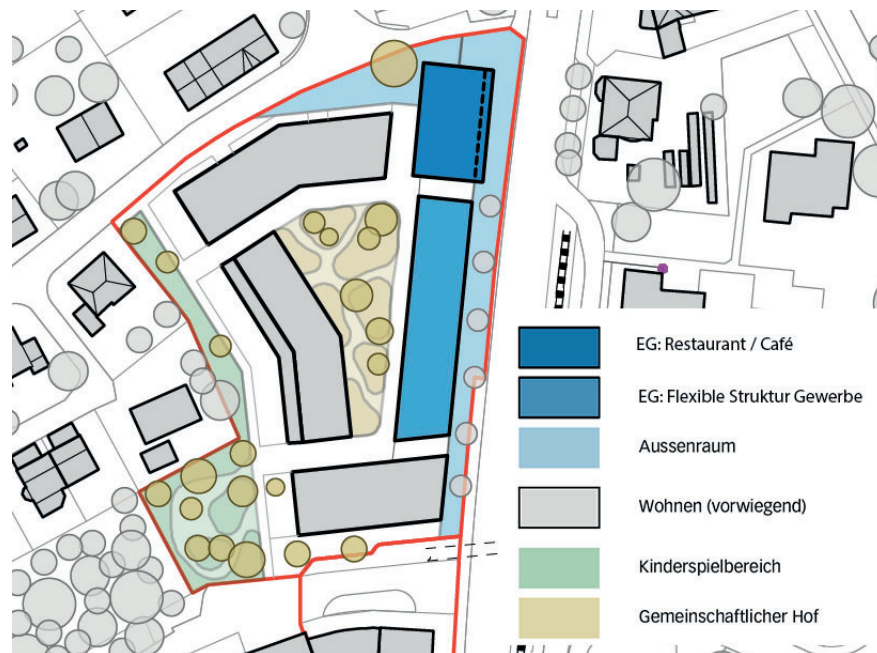 EG: Restaurant / Café
EG: Flexible Struktur Gewerbe
Aussenraum
Wohnen (vorwiegend)
Kinderspielbereich
Gemeinschaftlicher Hof